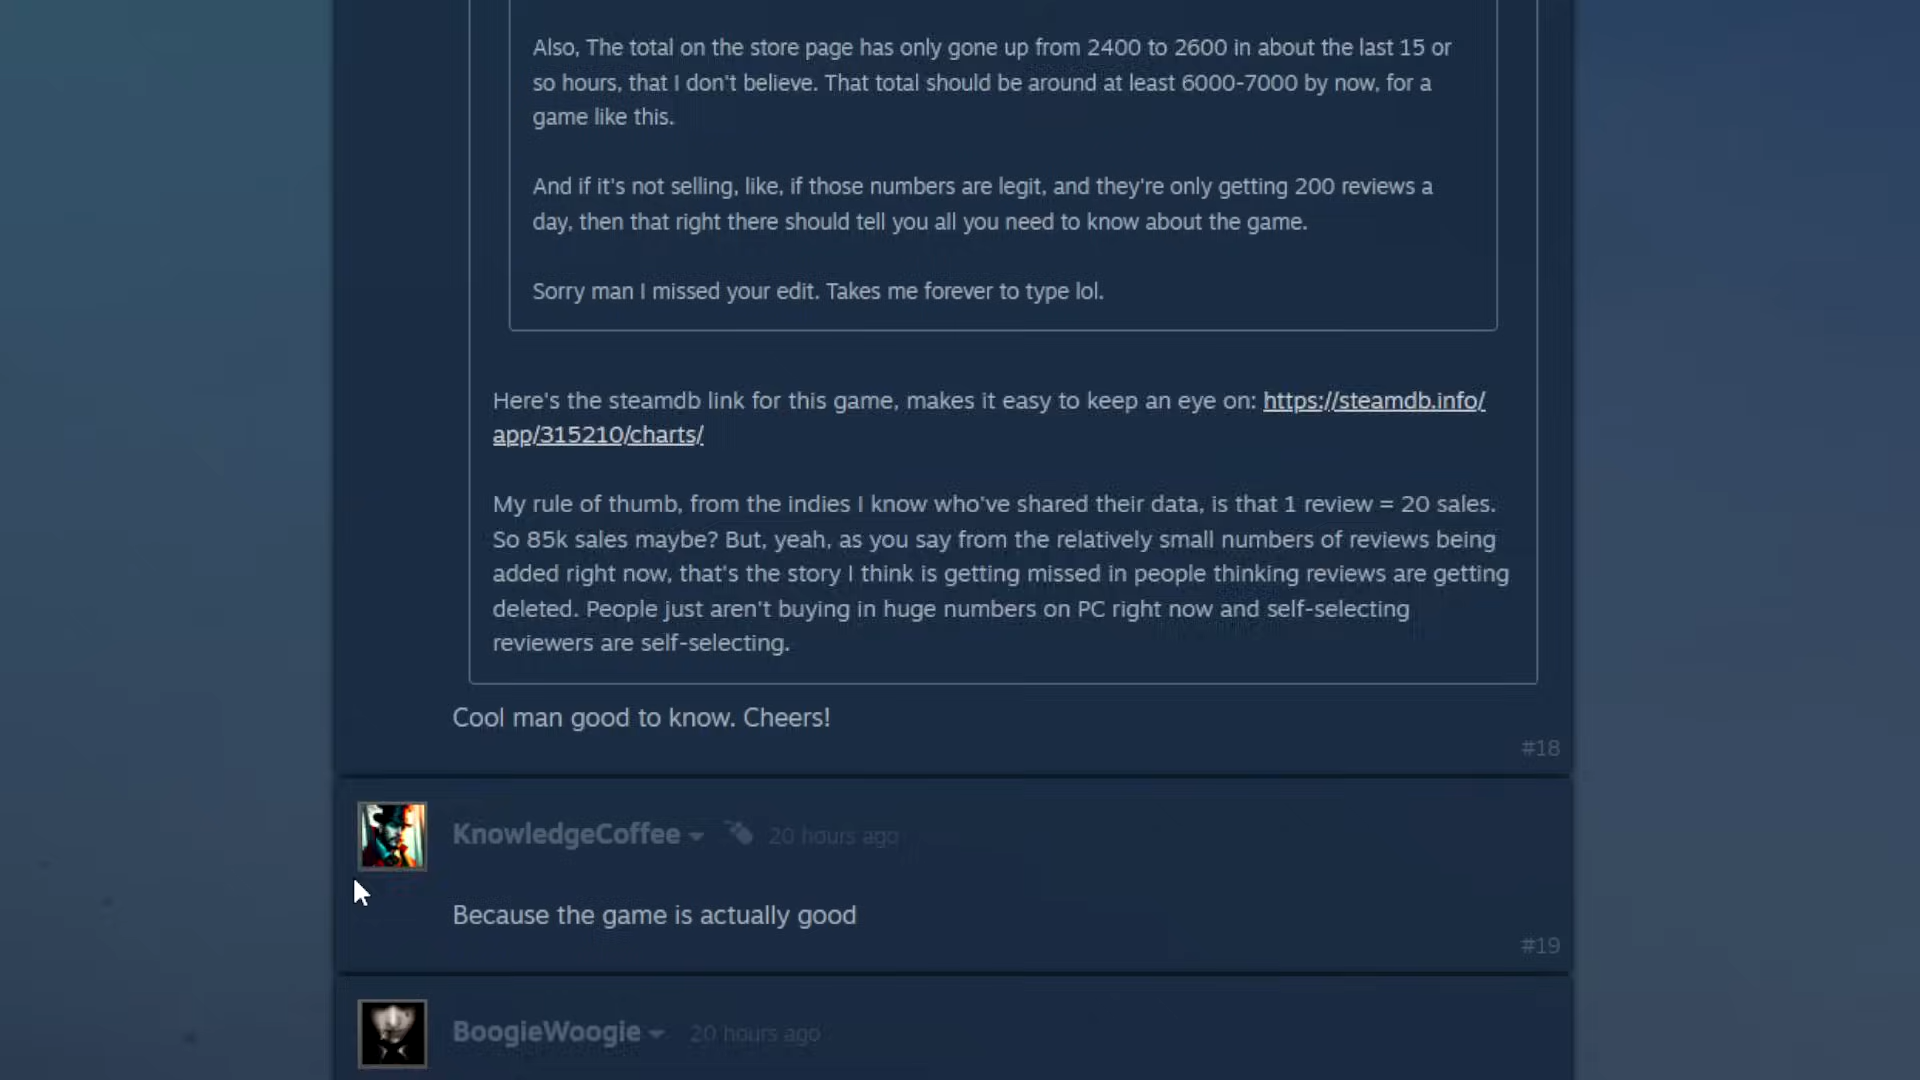 Also, The total on the store page has only gone up from 2400 to 2600 in about the last 15 or
so hours, that I don't believe. That total should be around at least 6000-7000 by now, for a
game like this.
And if it's not selling, like, if those numbers are legit, and they're only getting 200 reviews a
day, then that right there should tell you all you need to know about the game.
Sorry man I missed your edit. Takes me forever to type lol.
Here's the steamdb link for this game, makes it easy to keep an eye on: https://steamdb.info/
app/315210/charts/
My rule of thumb, from the indies I know who've shared their data, is that 1 review = 20 sales.
So 85k sales maybe? But, yeah, as you say from the relatively small numbers of reviews being
added right now, that's the story I think is getting missed in people thinking reviews are getting
deleted. People just aren't buying in huge numbers on PC right now and self-selecting
reviewers are self-selecting.
Cool man good to know. Cheers!
#18
KnowledgeCoffee 20 hours ago
Because the game is actually good
#19
BoogieWoogie 20 hours ago